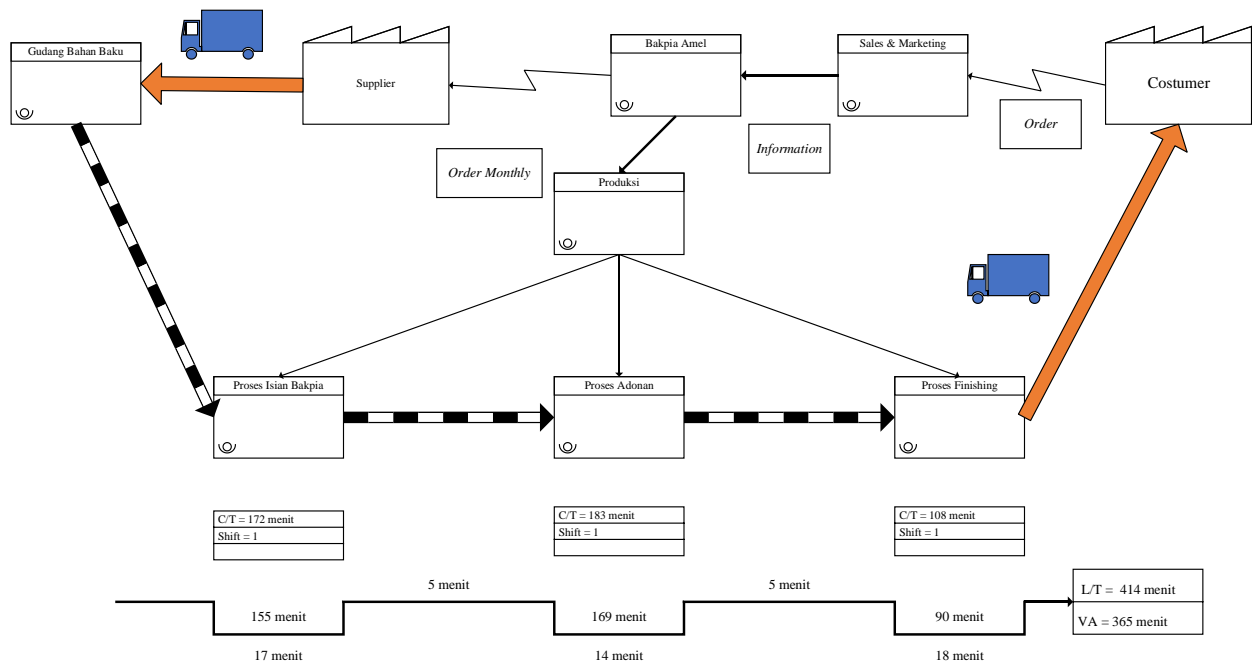 Gudang Bahan Baku
Supplier
Bakpia Amel
Sales & Marketing
Costumer
Order
Information
Order Monthly
Produksi
Proses Isian Bakpia
Proses Adonan
Proses Finishing
C/T = 172 menit
Shift = 1
C/T = 183 menit
Shift = 1
C/T = 108 menit
Shift = 1
5 menit
5 menit
155 menit
169 menit
90 menit
17 menit
14 menit
18 menit
L/T = 414 menit
VA = 365 menit